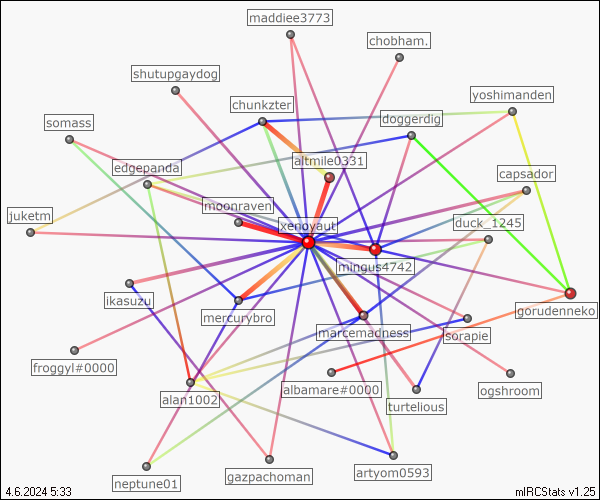 maddiee3773
chobham.
shutupgaydog
yoshimanden
chunkzter
doggerdig
somass
altmile0331
edgepanda
capsador
moonraven
juketm
xenoyaut
duck_1245
mingus4742
ikasuzu
gorudenneko
mercurybro
marcemadness
sorapie
froggyl#0000
albamare#0000
ogshroom
alan1002
turtelious
artyom0593
gazpachoman
neptune01
4.6.2024 5:33
mIRCStats v1.25